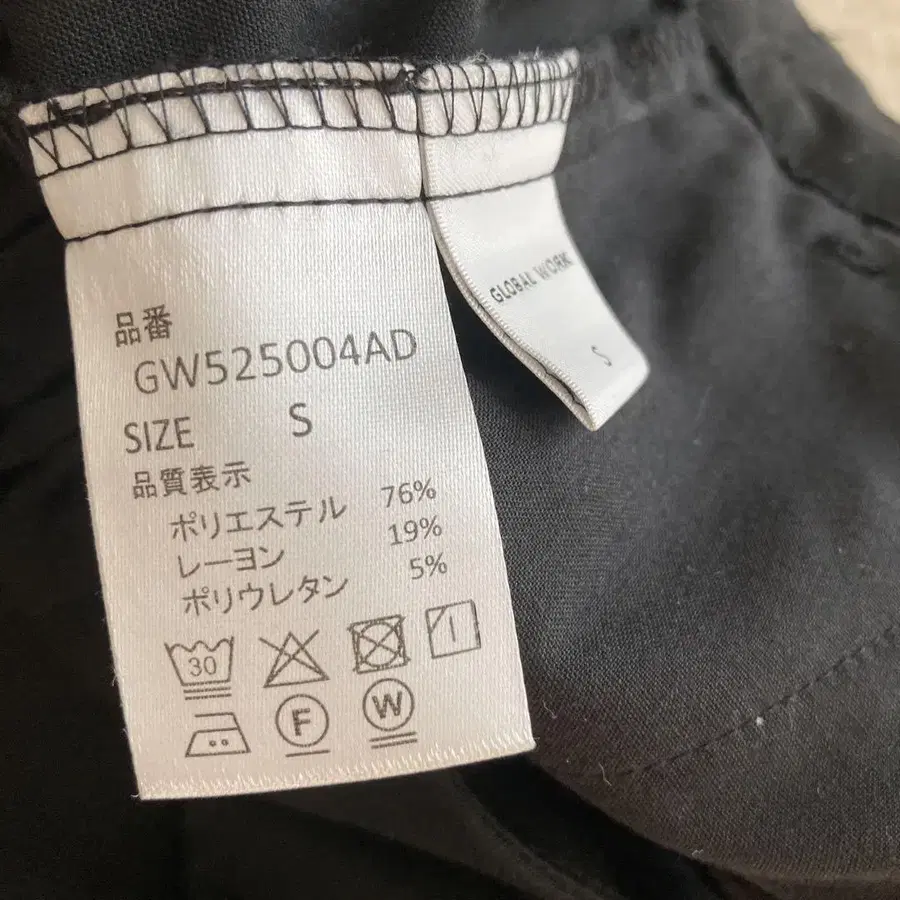 品番
GW525004AD
SIZE S
品質表示
ポリエステル 76%
レーヨン 19%
ポリウレタン 5%
30
F
W
GLOBAL WORK
S